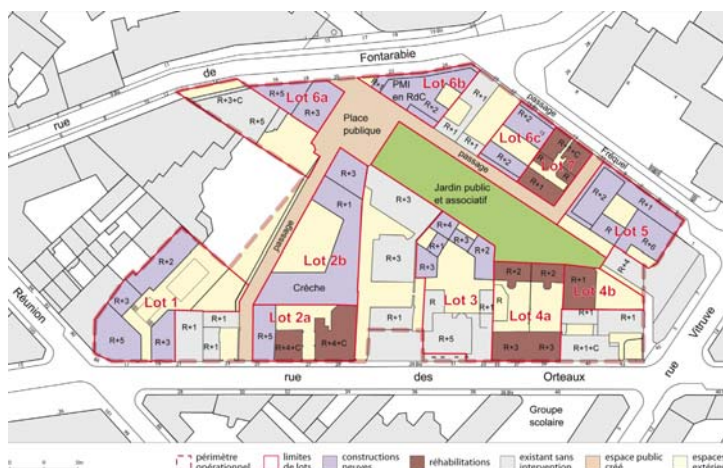 rue
de
Fontarabie
R+3+C
R+5
R+5
Lot 6a
R+3
Place
publique
PMI
en RdC
Lot 6b
R+2
R+1
R+1
R+1
R+2
Lot 6c
R+2
R+1
passage
Fréquel
passage
Jardin public
et associatif
R+2
R+1
Lot 5
R+6
R+4
R+3
R+1
Lot 2b
Crèche
passage
R+3
R+3
R+4
R+1
R+3
R+3
R+2
Lot 3
R
R+1
R+5
R+2
R+2
R
Lot 4a
R+3
R+3
R+1
Lot 4b
R+1
R+1
R+1+C
Réunion
R+2
Lot 1
R+3
R+5
R+3
R+1
R+1
R+1
Lot 2a
R+5
R+4+C
R+4+C
R+1
R+1
rue
des
Orteaux
rue
Vitruve
Groupe
scolaire
périmètre
opérationnel
limites
de lots
constructions
neuves
réhabilitations
existant sans
intervention
espace public
créé